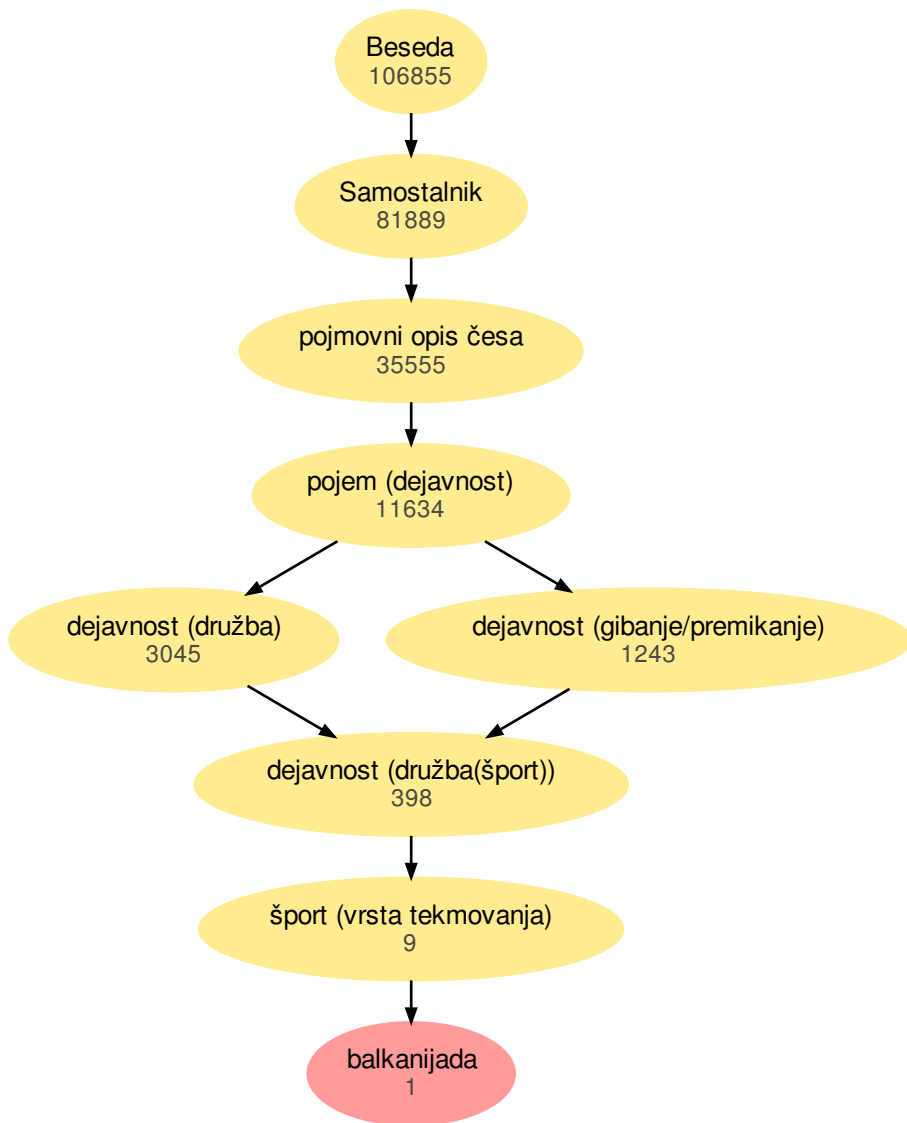 Beseda
106855
Samostalnik
81889
pojmovni opis česa
35555
pojem (dejavnost)
11634
dejavnost (družba)
3045
dejavnost (gibanje/premikanje)
1243
dejavnost (družba(šport))
398
šport (vrsta tekmovanja)
9
balkanijada
1